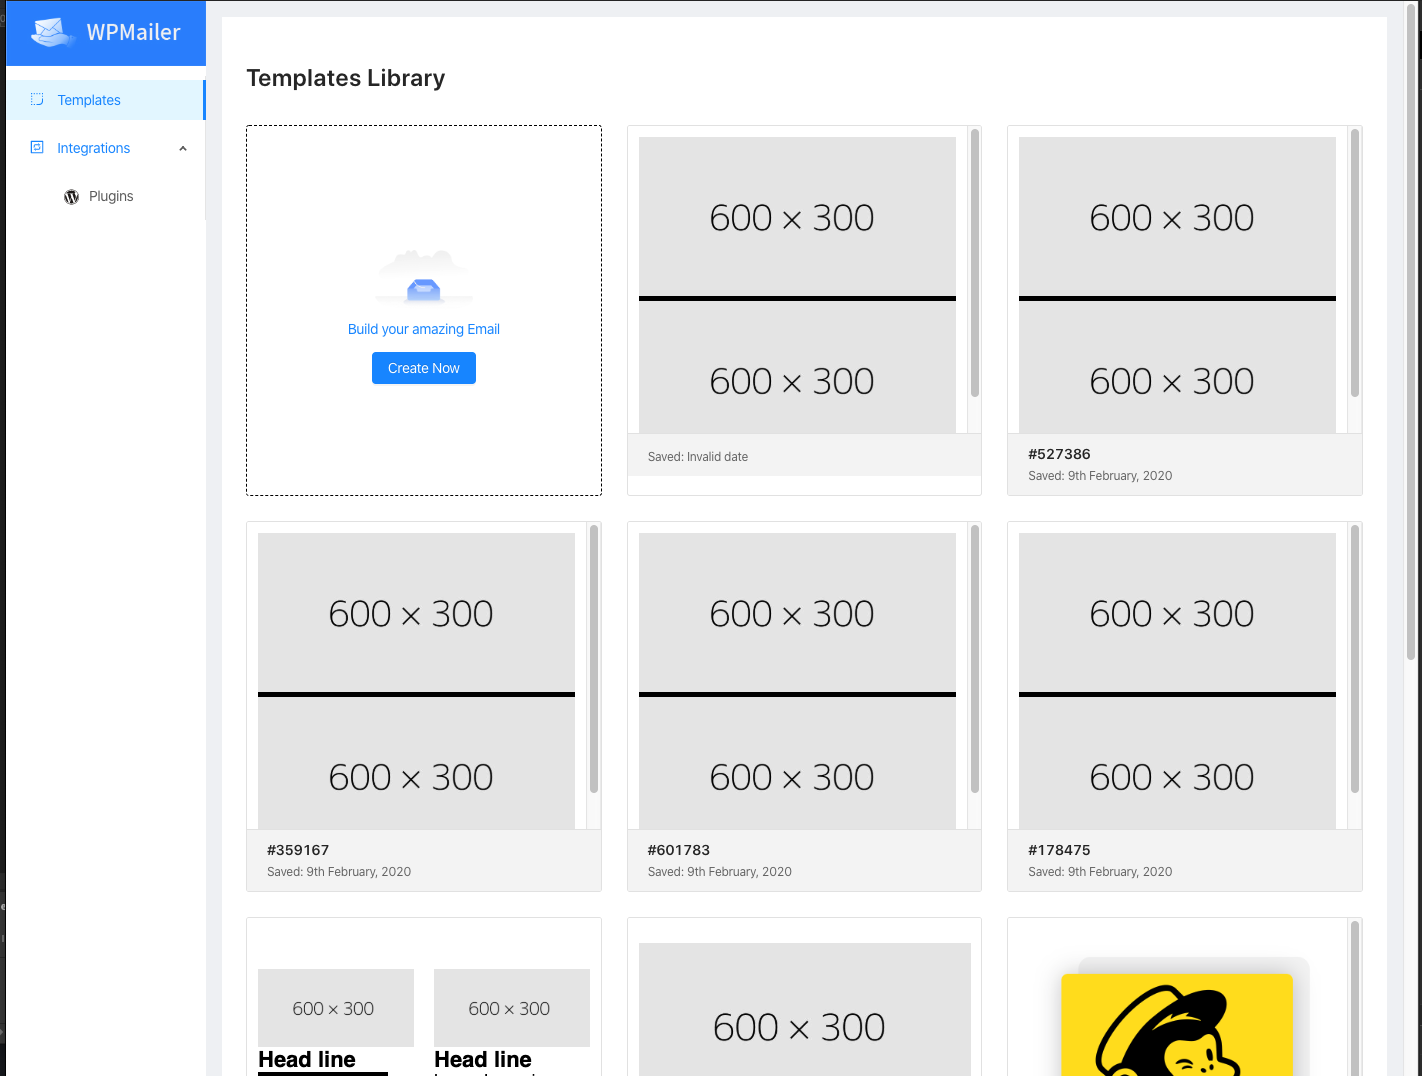 WPMailer
Templates
Integrations
Plugins
Templates Library
Build your amazing Email
Create Now
600 × 300
600 × 300
Saved: Invalid date
600 × 300
600 × 300
#527386
Saved: 9th February, 2020
600 × 300
600 × 300
#359167
Saved: 9th February, 2020
600 × 300
600 × 300
#601783
Saved: 9th February, 2020
600 × 300
600 × 300
#178475
Saved: 9th February, 2020
600 × 300
Head line
600 × 300
Head line
600 × 300